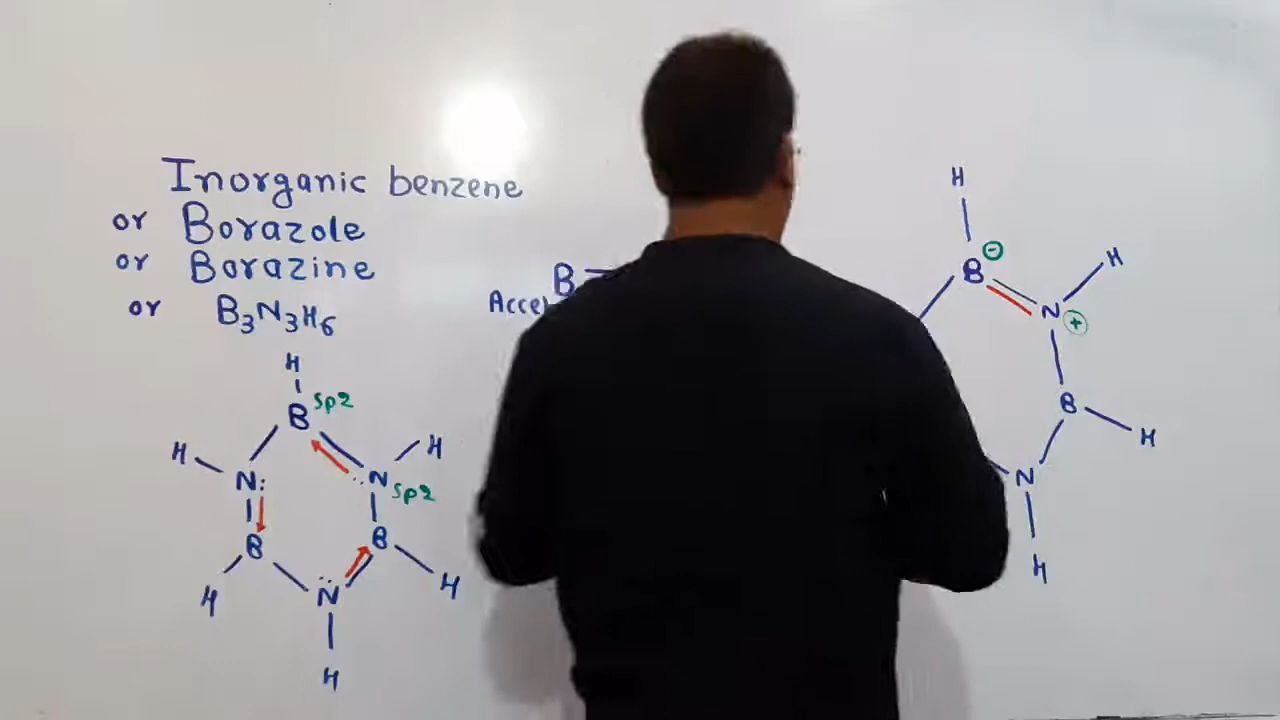 Inorganic benzene
or Borazole
or Borazine
or B₃N₃H₆
B
H
B sp2
H
H
N:
..N sp2
B
B
H
N̈
H
H
H
B ⊖
H
N ⊕
B
H
N
H